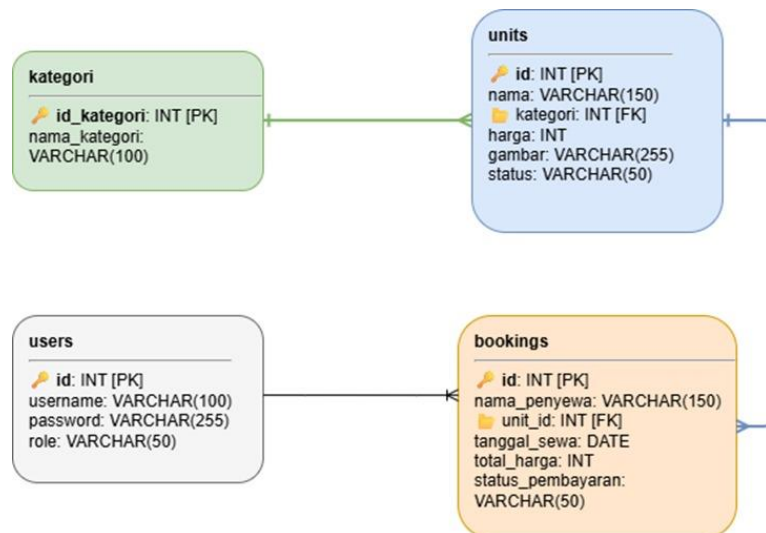 kategori
id_kategori: INT [PK]
nama_kategori:
VARCHAR(100)
units
id: INT [PK]
nama: VARCHAR(150)
kategori: INT [FK]
harga: INT
gambar: VARCHAR(255)
status: VARCHAR(50)
users
id: INT [PK]
username: VARCHAR(100)
password: VARCHAR(255)
role: VARCHAR(50)
bookings
id: INT [PK]
nama_penyewa: VARCHAR(150)
unit_id: INT [FK]
tanggal_sewa: DATE
total_harga: INT
status_pembayaran:
VARCHAR(50)